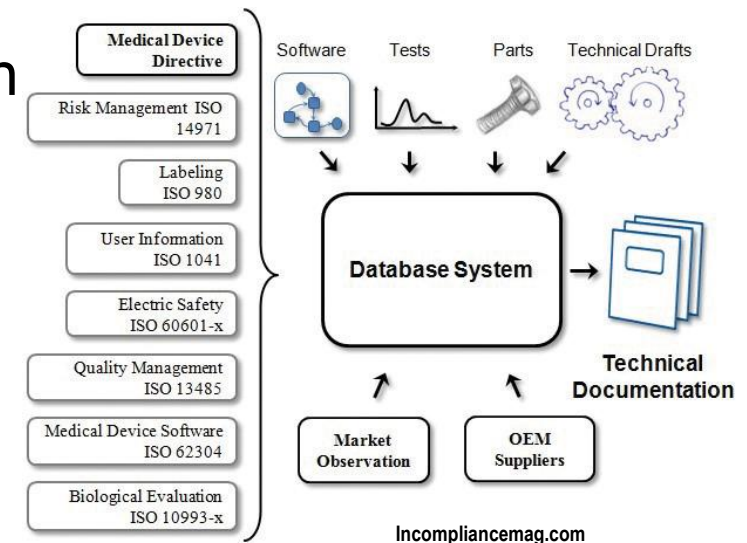 n
Medical Device
Directive
Risk Management ISO
14971
Labeling
ISO 980
User Information
ISO 1041
Electric Safety
ISO 60601-x
Quality Management
ISO 13485
Medical Device Software
ISO 62304
Biological Evaluation
ISO 10993-x
Software
Tests
Parts
Technical Drafts
Database System
Technical
Documentation
Market
Observation
OEM
Suppliers
Incompliancemag.com